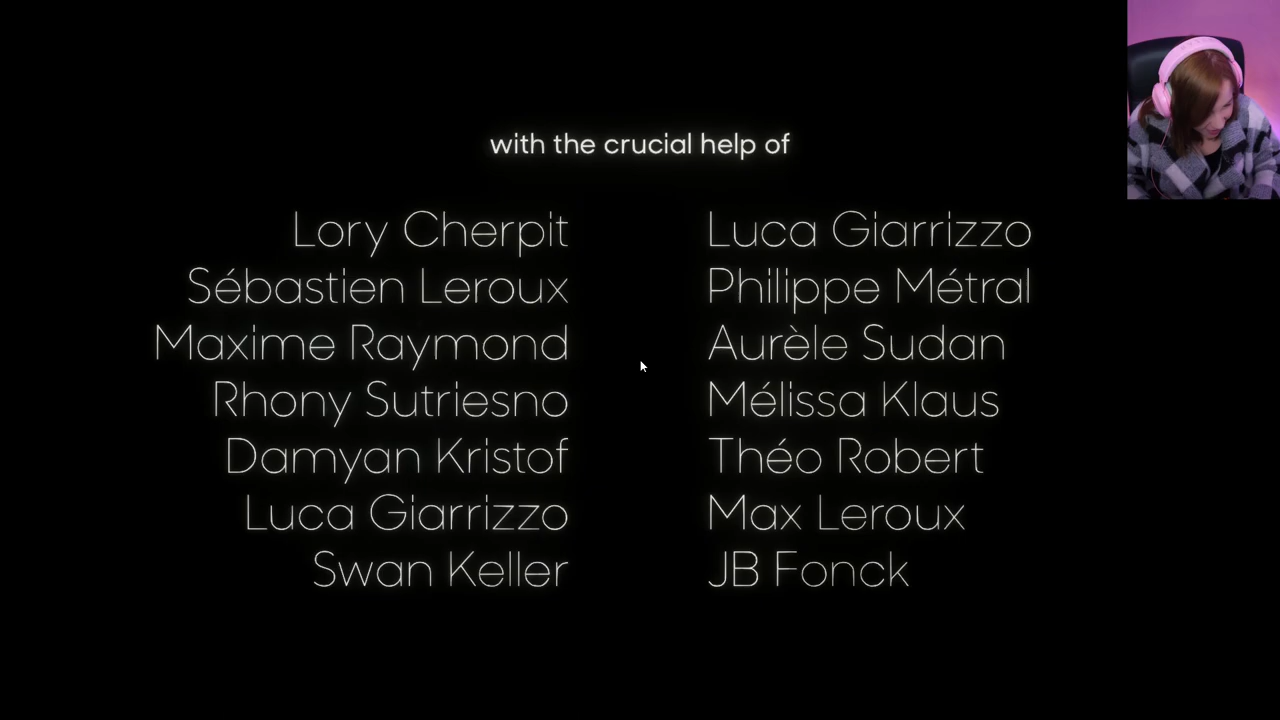 with the crucial help of
Lory Cherpit
Sébastien Leroux
Maxime Raymond
Rhony Sutriesno
Damyan Kristof
Luca Giarrizzo
Swan Keller
Luca Giarrizzo
Philippe Métral
Aurèle Sudan
Mélissa Klaus
Théo Robert
Max Leroux
JB Fonck